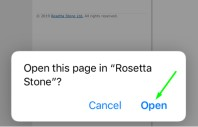 © 2019 Rosetta Stone Ltd. All rights reserved.
Open this page in “Rosetta
Stone”?
Cancel
Open